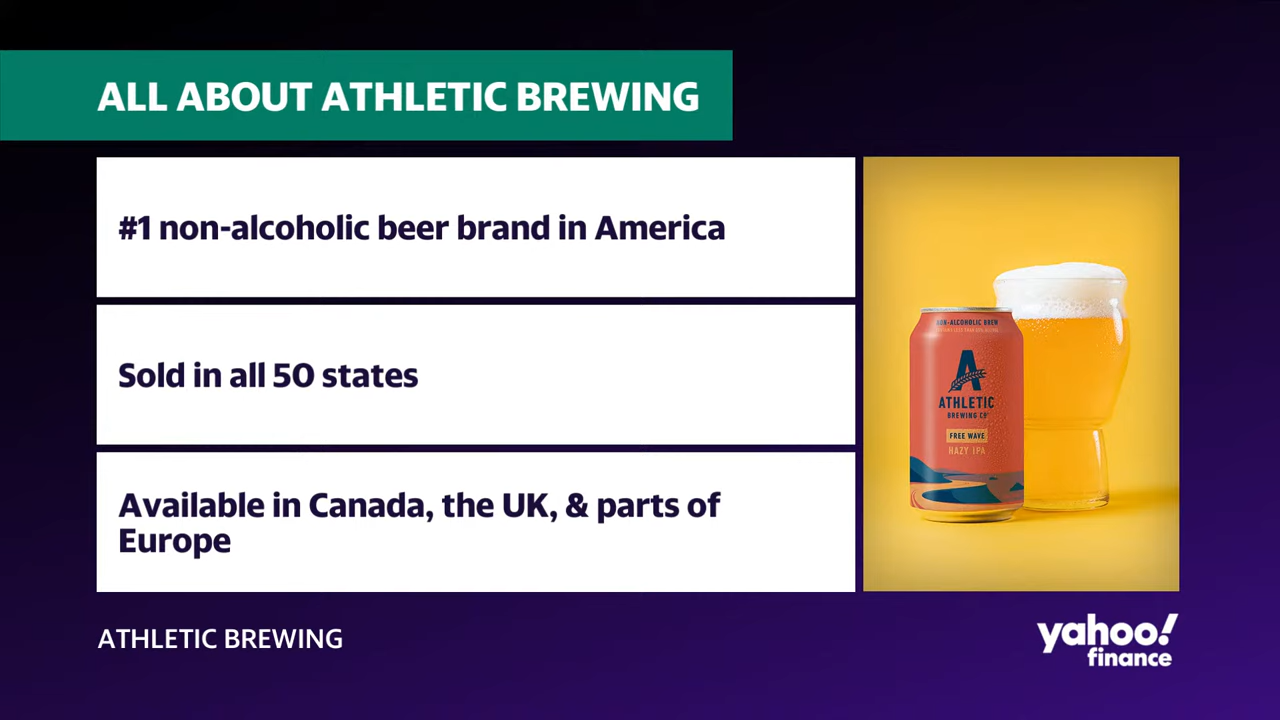 ALL ABOUT ATHLETIC BREWING
#1 non-alcoholic beer brand in America
Sold in all 50 states
Available in Canada, the UK, & parts of
Europe
NON-ALCOHOLIC BREW
A
ATHLETIC
BREWING CO
FREE WAVE
HAZY IPA
ATHLETIC BREWING
yahoo!
finance